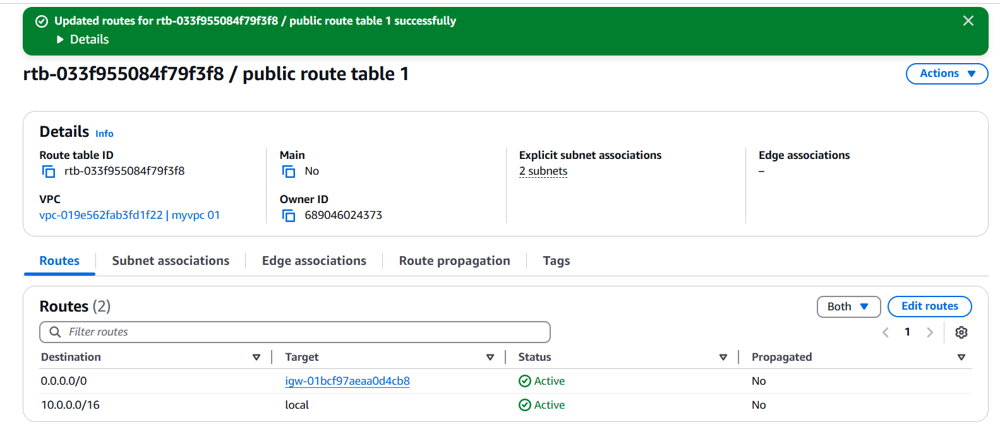 Updated routes for rtb-033f955084f79f3f8 / public route table 1 successfully
Details
rtb-033f955084f79f3f8 / public route table 1
Actions
Details Info
Route table ID
rtb-033f955084f79f3f8
Main
No
Explicit subnet associations
2 subnets
Edge associations
–
VPC
vpc-019e562fab3fd1f22 | myvpc 01
Owner ID
689046024373
Routes
Subnet associations
Edge associations
Route propagation
Tags
Routes (2)
Both
Edit routes
Filter routes
1
Destination Target Status Propagated
0.0.0.0/0 igw-01bcf97aeaa0d4cb8 Active No
10.0.0.0/16 local Active No